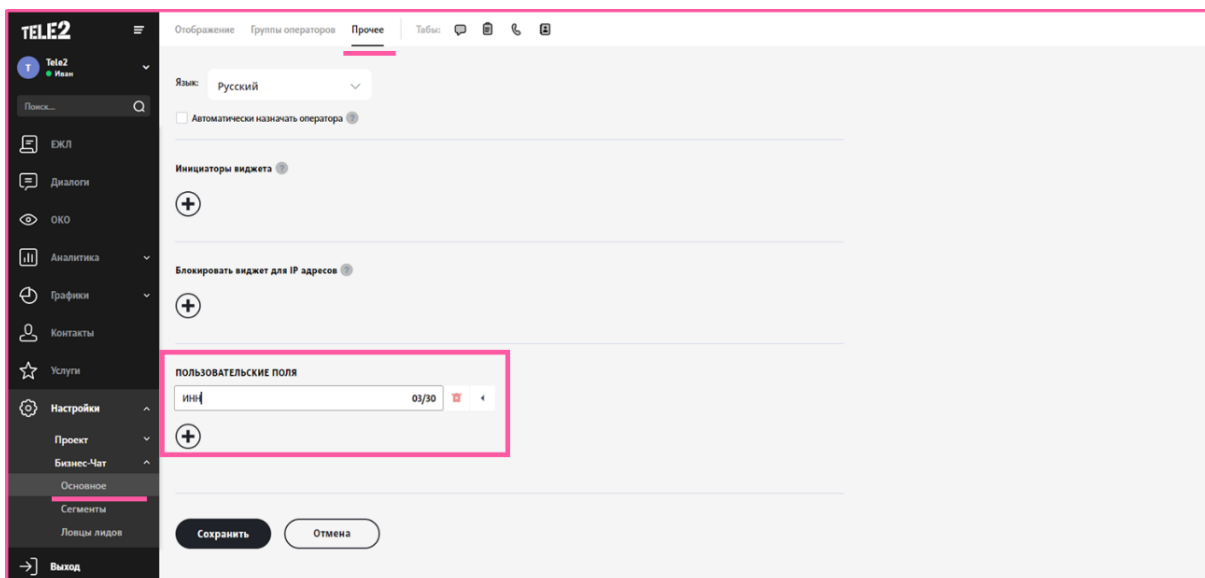 TELE2
Отображение Группы операторов Прочее Табы:
T Tele2
Иван
Поиск...
ЕЖЛ
Диалоги
ОКО
Аналитика
Графики
Контакты
Услуги
Настройки
Проект
Бизнес-Чат
Основное
Сегменты
Ловцы лидов
Выход
Язык: Русский
Автоматически назначать оператора ?
Инициаторы виджета ?
Блокировать виджет для IP адресов ?
ПОЛЬЗОВАТЕЛЬСКИЕ ПОЛЯ
ИНН 03/30
Сохранить Отмена